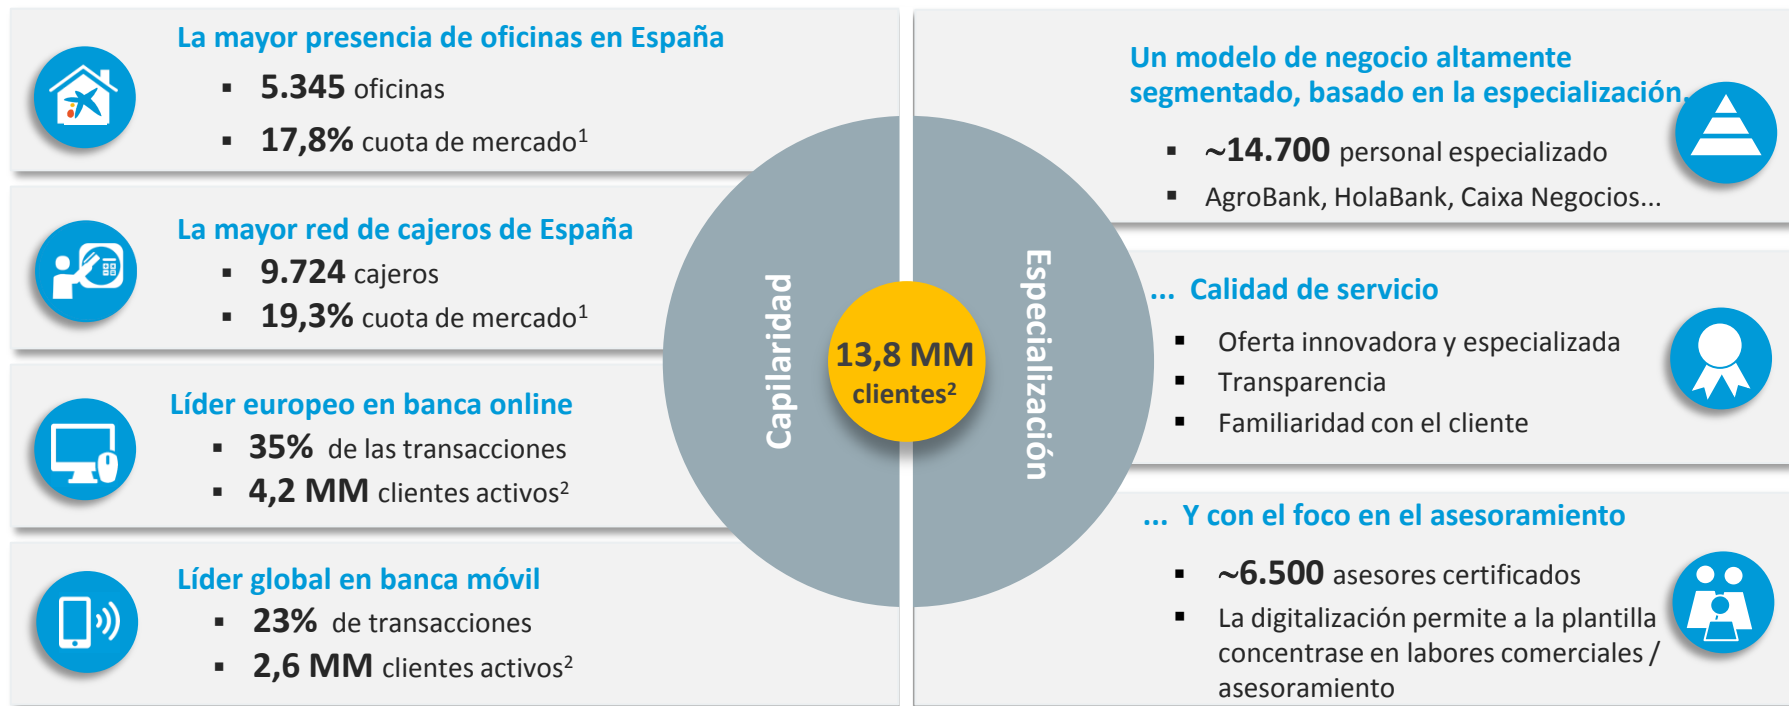 La mayor presencia de oficinas en España
▪ 5.345 oficinas
▪ 17,8% cuota de mercado¹
La mayor red de cajeros de España
▪ 9.724 cajeros
▪ 19,3% cuota de mercado¹
Líder europeo en banca online
▪ 35% de las transacciones
▪ 4,2 MM clientes activos²
Líder global en banca móvil
▪ 23% de transacciones
▪ 2,6 MM clientes activos²
Capilaridad
13,8 MM
clientes²
Especialización
Un modelo de negocio altamente
segmentado, basado en la especialización.
▪ ~14.700 personal especializado
▪ AgroBank, HolaBank, Caixa Negocios...
... Calidad de servicio
▪ Oferta innovadora y especializada
▪ Transparencia
▪ Familiaridad con el cliente
... Y con el foco en el asesoramiento
▪ ~6.500 asesores certificados
▪ La digitalización permite a la plantilla
concentrase en labores comerciales /
asesoramiento